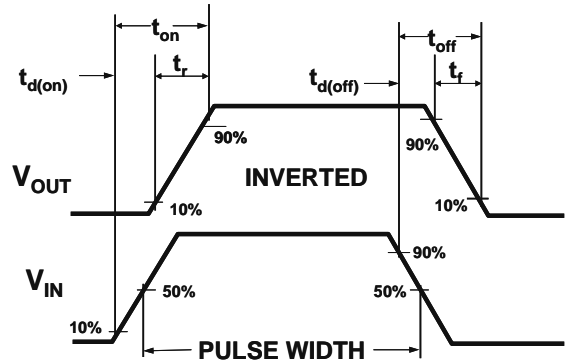 t_on t_off
t_d(on) t_r t_d(off) t_f
90% 90%
V_OUT INVERTED
10% 10%
90%
V_IN 50% 50%
10%
PULSE WIDTH